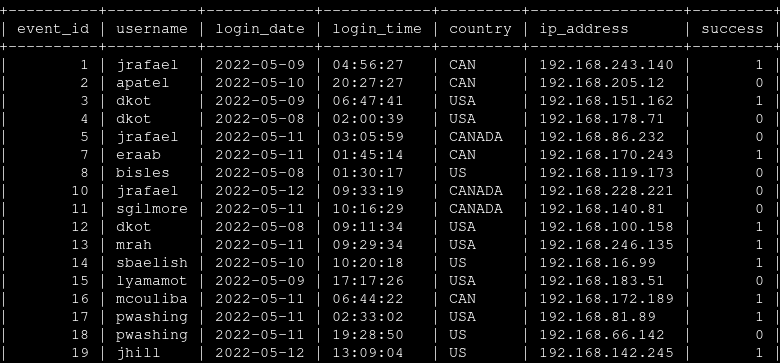 +----------+----------+------------+------------+---------+-----------------+---------+
| event_id | username | login_date | login_time | country | ip_address | success |
+----------+----------+------------+------------+---------+-----------------+---------+
| 1 | jrafael | 2022-05-09 | 04:56:27 | CAN | 192.168.243.140 | 1 |
| 2 | apatel | 2022-05-10 | 20:27:27 | CAN | 192.168.205.12 | 0 |
| 3 | dkot | 2022-05-09 | 06:47:41 | USA | 192.168.151.162 | 1 |
| 4 | dkot | 2022-05-08 | 02:00:39 | USA | 192.168.178.71 | 0 |
| 5 | jrafael | 2022-05-11 | 03:05:59 | CANADA | 192.168.86.232 | 0 |
| 7 | eraab | 2022-05-11 | 01:45:14 | CAN | 192.168.170.243 | 1 |
| 8 | bisles | 2022-05-08 | 01:30:17 | US | 192.168.119.173 | 0 |
| 10 | jrafael | 2022-05-12 | 09:33:19 | CANADA | 192.168.228.221 | 0 |
| 11 | sgilmore | 2022-05-11 | 10:16:29 | CANADA | 192.168.140.81 | 0 |
| 12 | dkot | 2022-05-08 | 09:11:34 | USA | 192.168.100.158 | 1 |
| 13 | mrah | 2022-05-11 | 09:29:34 | USA | 192.168.246.135 | 1 |
| 14 | sbaelish | 2022-05-10 | 10:20:18 | US | 192.168.16.99 | 1 |
| 15 | lyamamot | 2022-05-09 | 17:17:26 | USA | 192.168.183.51 | 0 |
| 16 | mcouliba | 2022-05-11 | 06:44:22 | CAN | 192.168.172.189 | 1 |
| 17 | pwashing | 2022-05-11 | 02:33:02 | USA | 192.168.81.89 | 1 |
| 18 | pwashing | 2022-05-11 | 19:28:50 | US | 192.168.66.142 | 0 |
| 19 | jhill | 2022-05-12 | 13:09:04 | US | 192.168.142.245 | 1 |